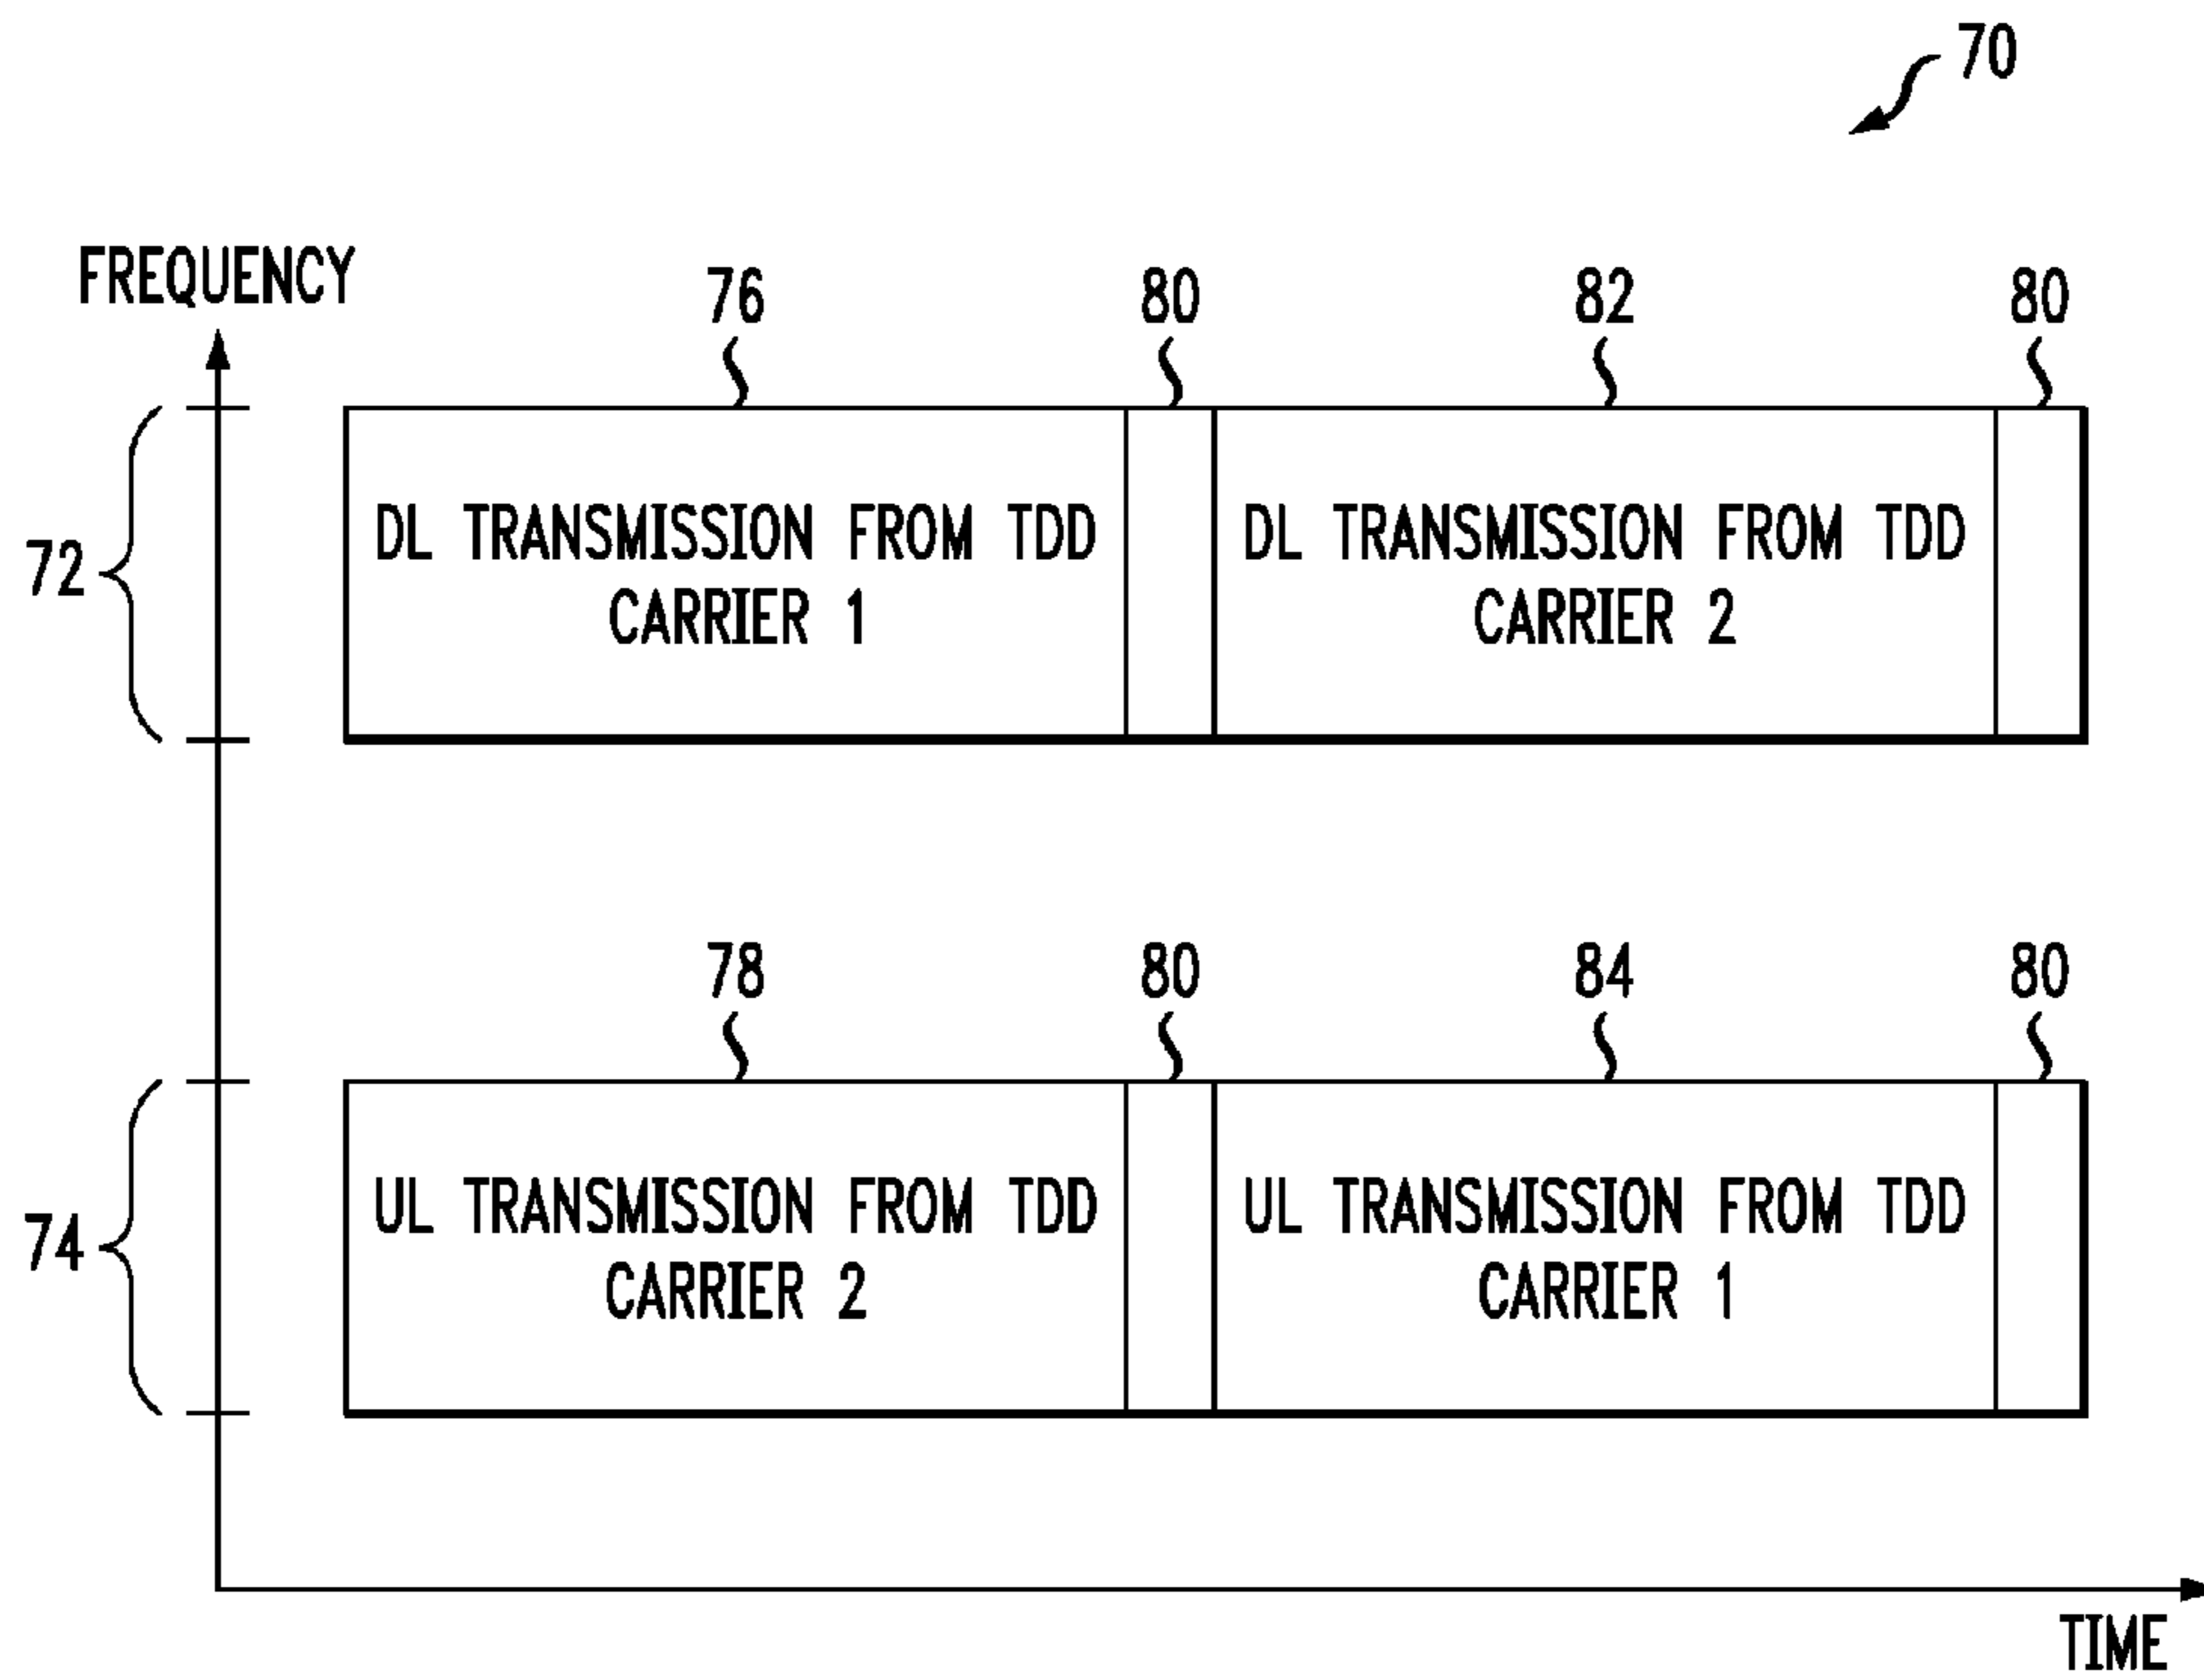 70
FREQUENCY
76 80 82 80
72
DL TRANSMISSION FROM TDD
CARRIER 1
DL TRANSMISSION FROM TDD
CARRIER 2
78 80 84 80
74
UL TRANSMISSION FROM TDD
CARRIER 2
UL TRANSMISSION FROM TDD
CARRIER 1
TIME